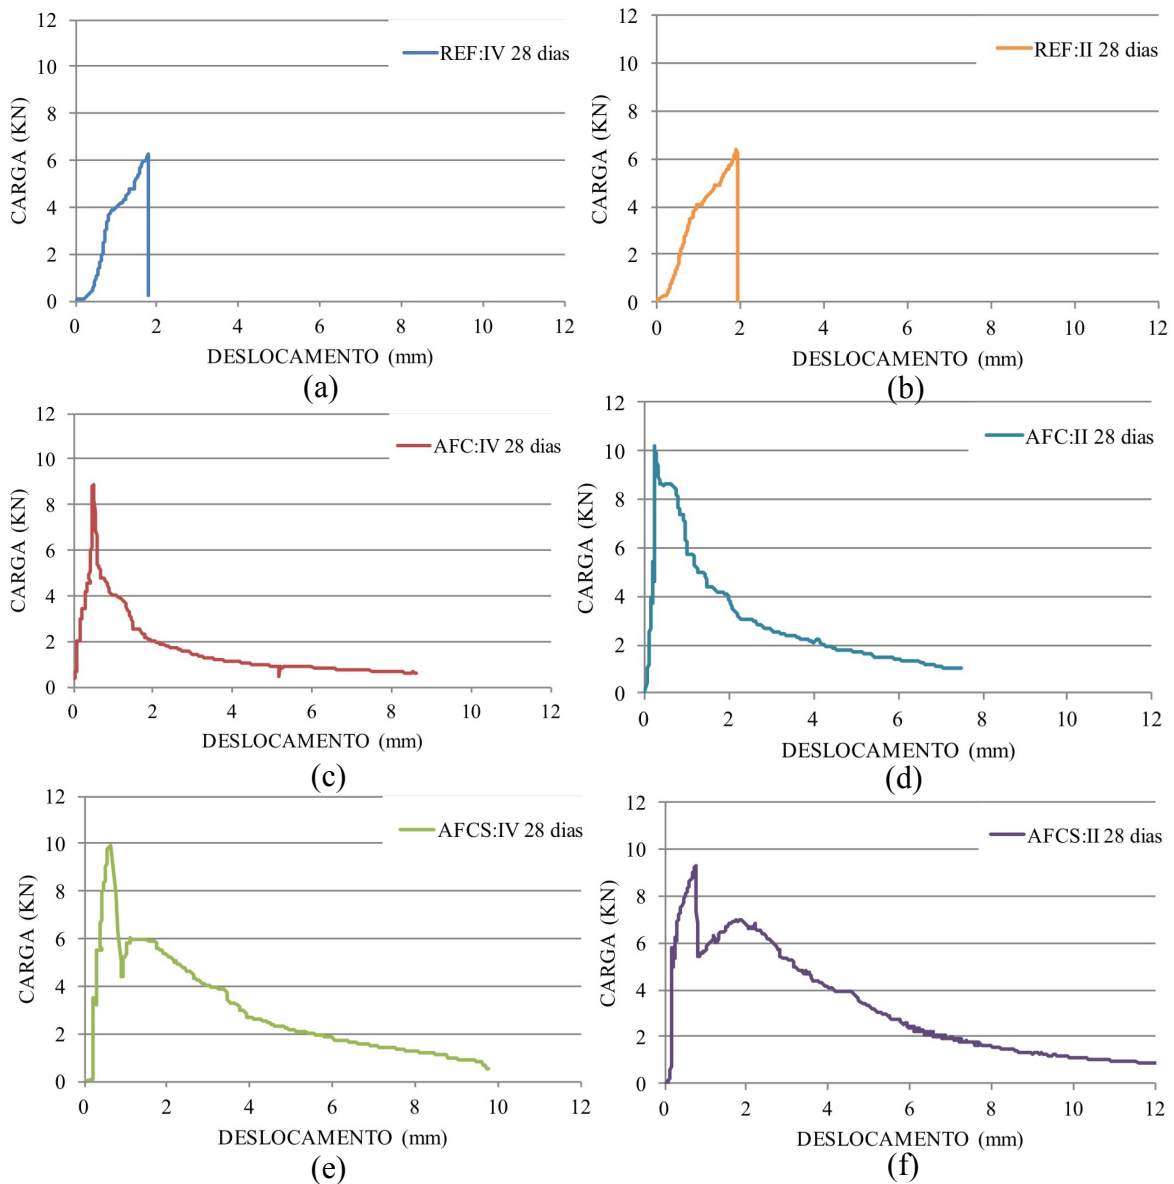 12
10
8
6
4
2
0
CARGA (KN)
REF:IV 28 dias
0 2 4 6 8 10 12
DESLOCAMENTO (mm)
(a)
12
10
8
6
4
2
0
CARGA (KN)
REF:II 28 dias
0 2 4 6 8 10 12
DESLOCAMENTO (mm)
(b)
12
10
8
6
4
2
0
CARGA (KN)
AFC:IV 28 dias
0 2 4 6 8 10 12
DESLOCAMENTO (mm)
(c)
12
10
8
6
4
2
0
CARGA (KN)
AFC:II 28 dias
0 2 4 6 8 10 12
DESLOCAMENTO (mm)
(d)
12
10
8
6
4
2
0
CARGA (KN)
AFCS:IV 28 dias
0 2 4 6 8 10 12
DESLOCAMENTO (mm)
(e)
12
10
8
6
4
2
0
CARGA (KN)
AFCS:II 28 dias
0 2 4 6 8 10 12
DESLOCAMENTO (mm)
(f)